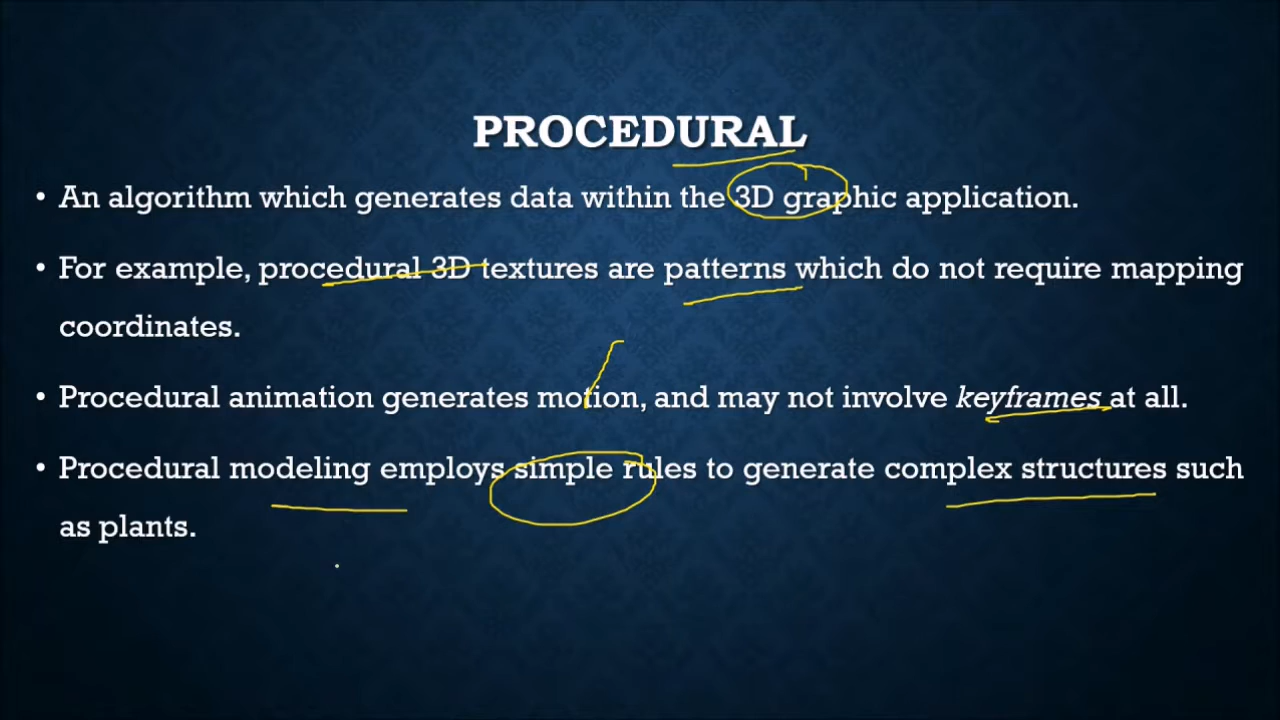 PROCEDURAL
• An algorithm which generates data within the 3D graphic application.
• For example, procedural 3D textures are patterns which do not require mapping
coordinates.
• Procedural animation generates motion, and may not involve keyframes at all.
• Procedural modeling employs simple rules to generate complex structures such
as plants.